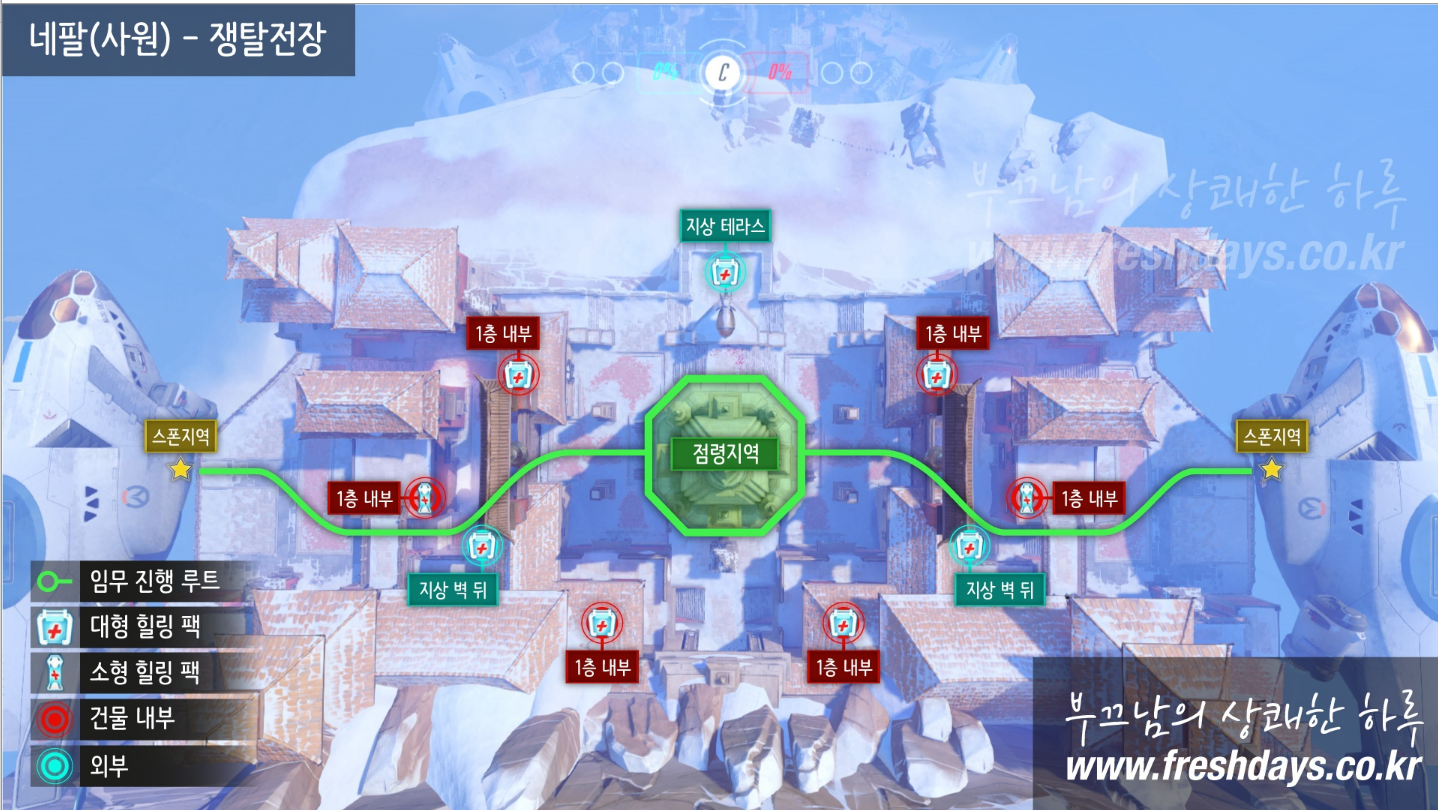 네팔(사원) - 쟁탈전장
0% C 0%
부끄남의 상쾌한 하루
www.freshdays.co.kr
지상 테라스
1층 내부
1층 내부
스폰지역
점령지역
스폰지역
1층 내부
1층 내부
지상 벽 뒤
지상 벽 뒤
1층 내부
1층 내부
임무 진행 루트
대형 힐링 팩
소형 힐링 팩
건물 내부
외부
부끄남의 상쾌한 하루
www.freshdays.co.kr